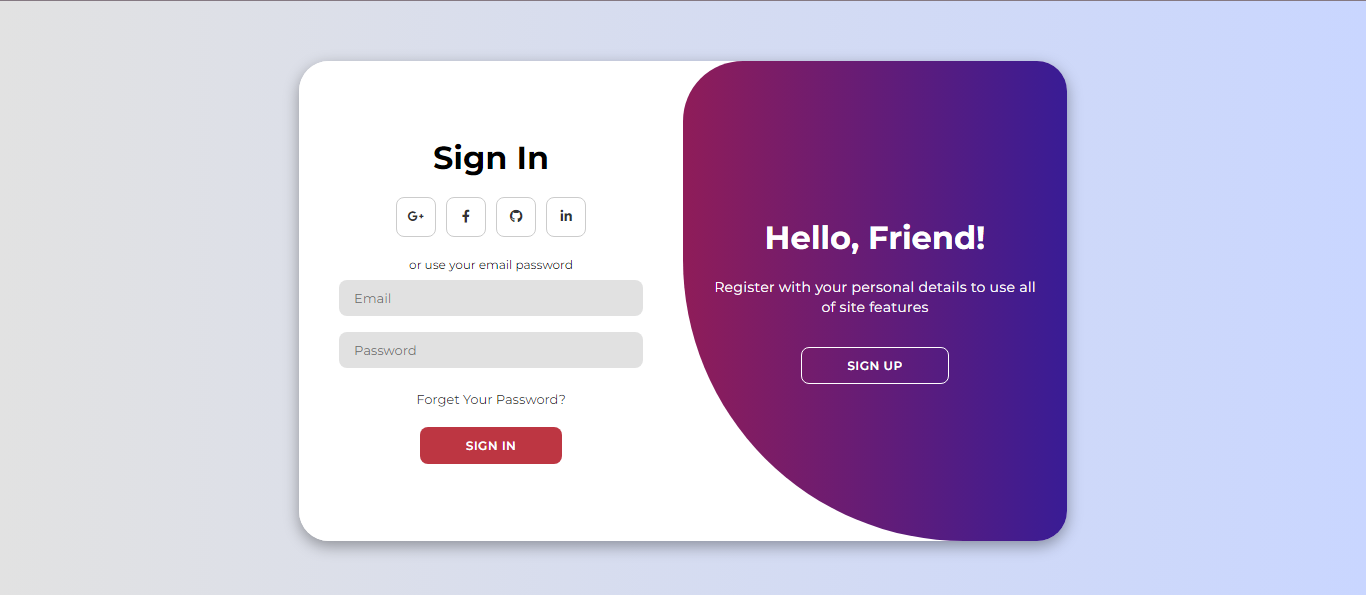 Sign In
G+
f
in
or use your email password
Email
Password
Forget Your Password?
SIGN IN
Hello, Friend!
Register with your personal details to use all
of site features
SIGN UP